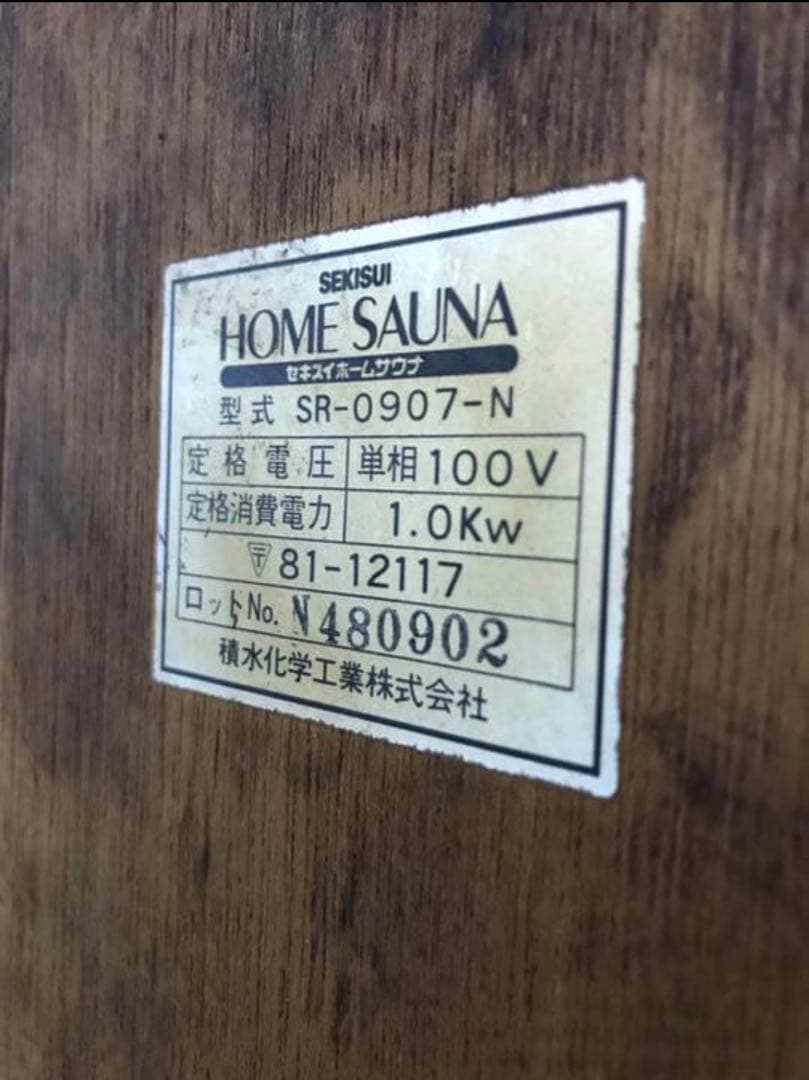 SEKISUI
HOME SAUNA
セキスイホームサウナ
型式 SR-0907-N
定格電圧 単相100V
定格消費電力 1.0Kw
〒81-12117
ロットNo. N480902
積水化学工業株式会社